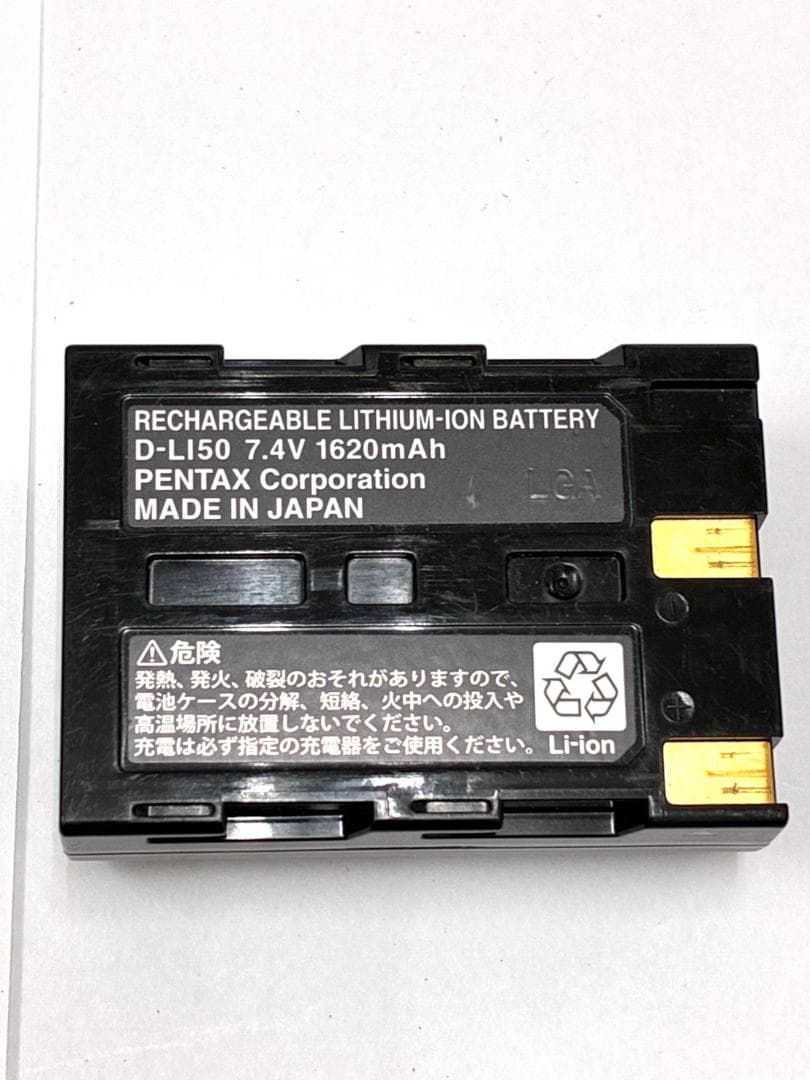 RECHARGEABLE LITHIUM-ION BATTERY
D-LI50 7.4V 1620mAh
PENTAX Corporation
LGA
MADE IN JAPAN
⚠危険
発熱、発火、破裂のおそれがありますので、
電池ケースの分解、短絡、火中への投入や
高温場所に放置しないでください。
充電は必ず指定の充電器をご使用ください。
Li-ion